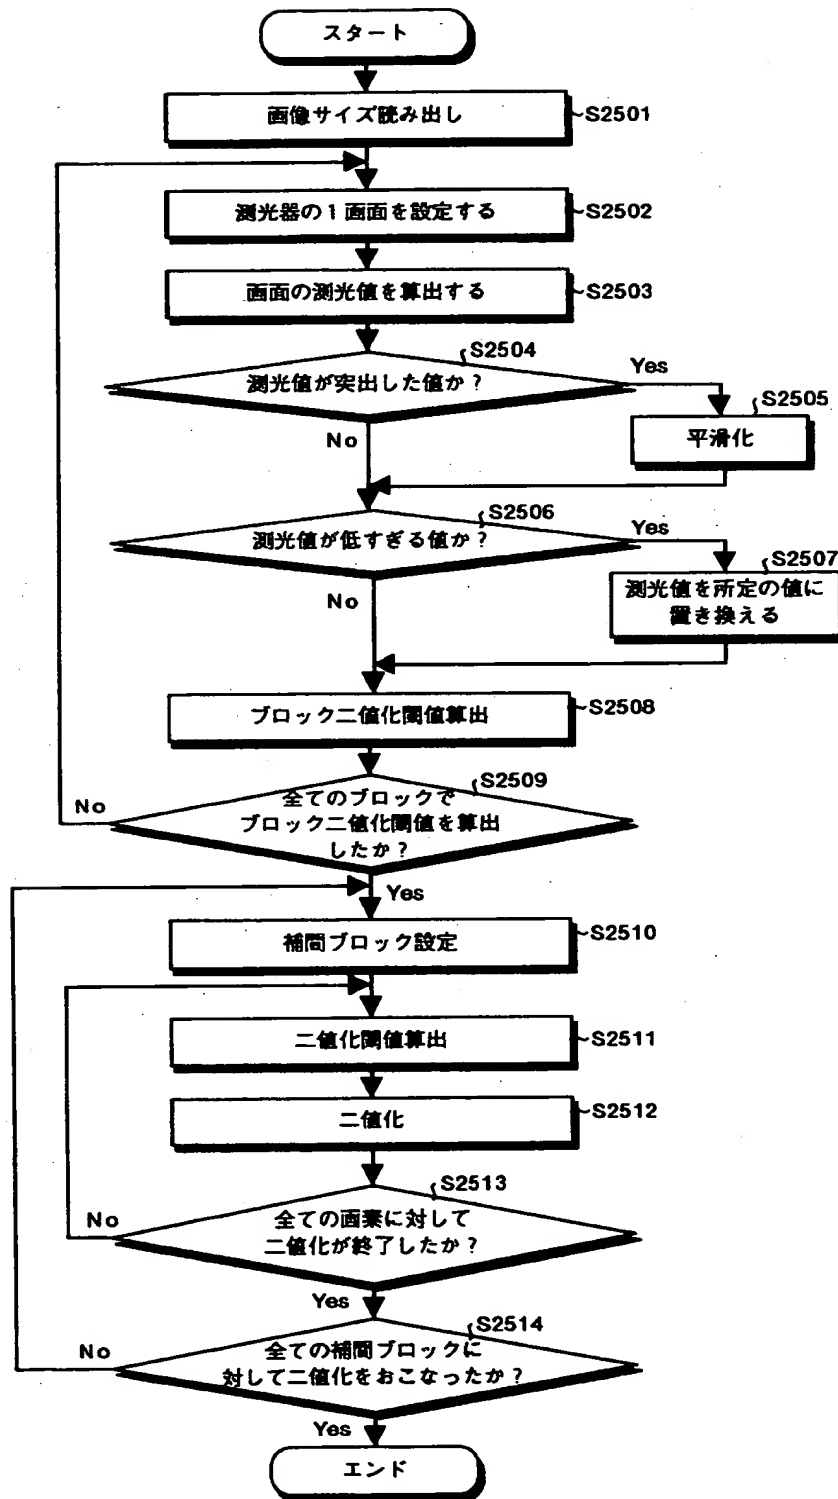 スタート
画像サイズ読み出し
S2501
測光器の1画面を設定する
S2502
画面の測光値を算出する
S2503
S2504
測光値が突出した値か?
Yes
S2505
平滑化
No
S2506
測光値が低すぎる値か?
Yes
S2507
測光値を所定の値に
置き換える
No
ブロック二値化閾値算出
S2508
S2509
全てのブロックで
ブロック二値化閾値を算出
したか?
No
Yes
補間ブロック設定
S2510
二値化閾値算出
S2511
二値化
S2512
S2513
全ての画素に対して
二値化が終了したか?
No
Yes
S2514
全ての補間ブロックに
対して二値化をおこなったか?
No
Yes
エンド